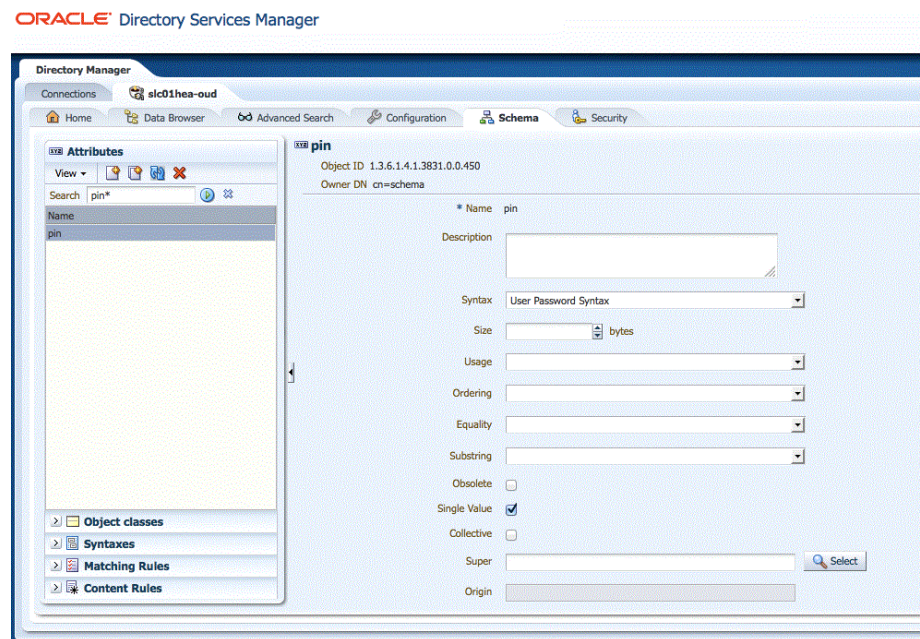 ORACLE Directory Services Manager
Directory Manager
Connections slc01hea-oud
Home Data Browser Advanced Search Configuration Schema Security
XYZ Attributes
View
Search pin*
Name
pin
Object classes
Syntaxes
Matching Rules
Content Rules
XYZ pin
Object ID 1.3.6.1.4.1.3831.0.0.450
Owner DN cn=schema
* Name pin
Description
Syntax User Password Syntax
Size bytes
Usage
Ordering
Equality
Substring
Obsolete
Single Value
Collective
Super Select
Origin